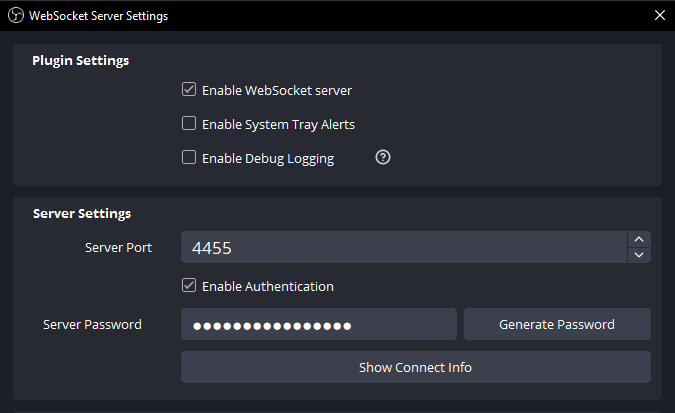 WebSocket Server Settings
Plugin Settings
Enable WebSocket server
Enable System Tray Alerts
Enable Debug Logging
Server Settings
Server Port 4455
Enable Authentication
Server Password ●●●●●●●●●●●●●●●● Generate Password
Show Connect Info